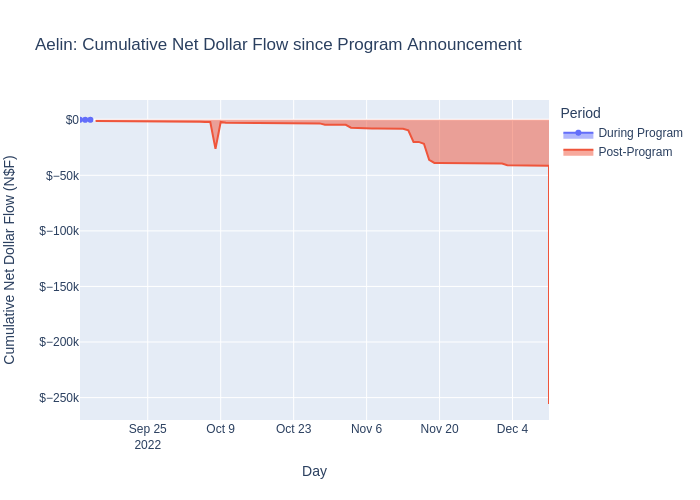 Aelin: Cumulative Net Dollar Flow since Program Announcement
Period
During Program
Post-Program
Cumulative Net Dollar Flow (N$F)
$0
$−50k
$−100k
$−150k
$−200k
$−250k
Sep 25
2022
Oct 9
Oct 23
Nov 6
Nov 20
Dec 4
Day